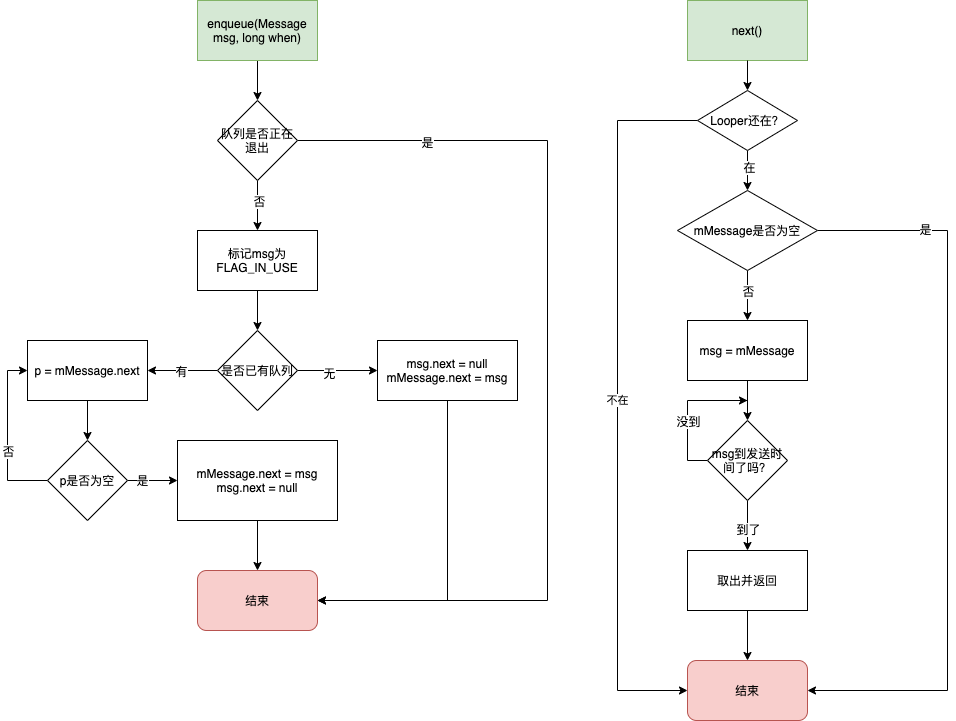 enqueue(Message
msg, long when)
队列是否正在
退出
是
否
标记msg为
FLAG_IN_USE
是否已有队列
有
无
p = mMessage.next
msg.next = null
mMessage.next = msg
否
p是否为空
是
mMessage.next = msg
msg.next = null
结束
next()
Looper还在?
在
不在
mMessage是否为空
是
否
msg = mMessage
没到
msg到发送时
间了吗?
到了
取出并返回
结束